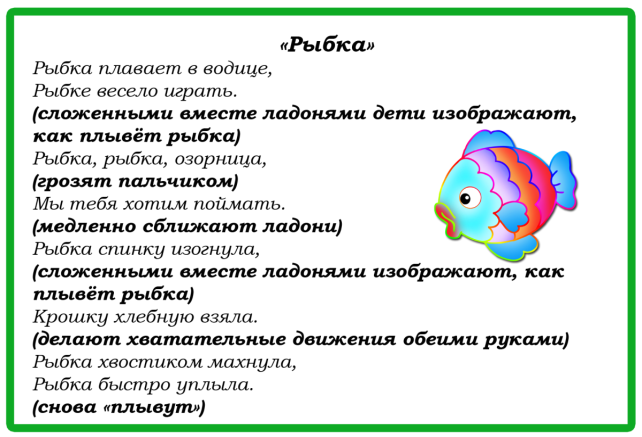 «Рыбка»
Рыбка плавает в водице,
Рыбке весело играть.
(сложенными вместе ладонями дети изображают,
как плывёт рыбка)
Рыбка, рыбка, озорница,
(грозят пальчиком)
Мы тебя хотим поймать.
(медленно сближают ладони)
Рыбка спинку изогнула,
(сложенными вместе ладонями изображают, как
плывёт рыбка)
Крошку хлебную взяла.
(делают хватательные движения обеими руками)
Рыбка хвостиком махнула,
Рыбка быстро уплыла.
(снова «плывут»)